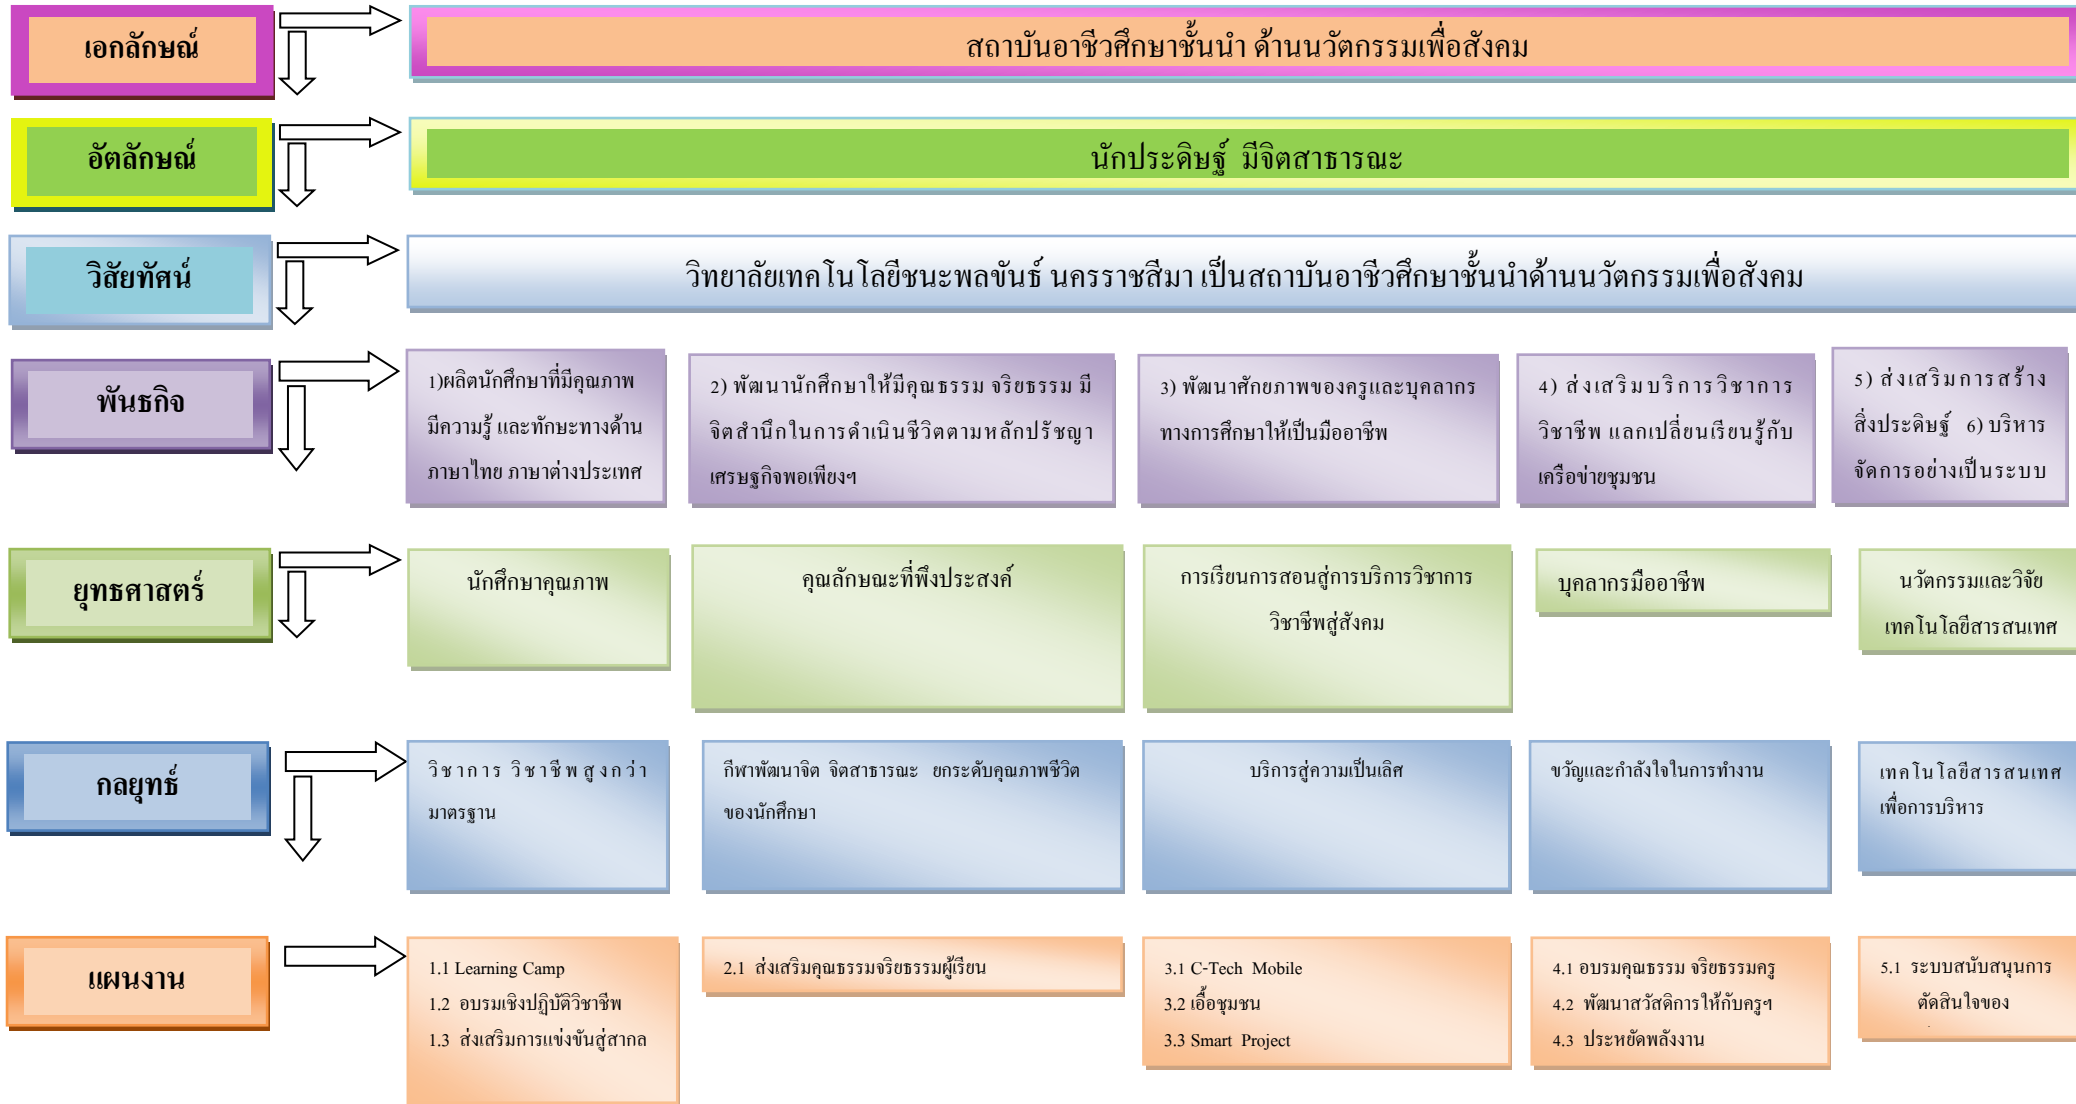 เอกลักษณ์
สถาบันอาชีวศึกษาชั้นนำ ด้านนวัตกรรมเพื่อสังคม
อัตลักษณ์
นักประดิษฐ์ มีจิตสาธารณะ
วิสัยทัศน์
วิทยาลัยเทคโนโลยีชนะพลขันธ์ นครราชสีมา เป็นสถาบันอาชีวศึกษาชั้นนำด้านนวัตกรรมเพื่อสังคม
พันธกิจ
1)ผลิตนักศึกษาที่มีคุณภาพ
มีความรู้ และทักษะทางด้าน
ภาษาไทย ภาษาต่างประเทศ
2) พัฒนานักศึกษาให้มีคุณธรรม จริยธรรม มี
จิตสำนึกในการดำเนินชีวิตตามหลักปรัชญา
เศรษฐกิจพอเพียงฯ
3) พัฒนาศักยภาพของครูและบุคลากร
ทางการศึกษาให้เป็นมืออาชีพ
4) ส่งเสริมบริการวิชาการ
วิชาชีพ แลกเปลี่ยนเรียนรู้กับ
เครือข่ายชุมชน
5) ส่งเสริมการสร้าง
สิ่งประดิษฐ์ 6) บริหาร
จัดการอย่างเป็นระบบ
ยุทธศาสตร์
นักศึกษาคุณภาพ
คุณลักษณะที่พึงประสงค์
การเรียนการสอนสู่การบริการวิชาการ
วิชาชีพสู่สังคม
บุคลากรมืออาชีพ
นวัตกรรมและวิจัย
เทคโนโลยีสารสนเทศ
กลยุทธ์
วิชาการ วิชาชีพสูงกว่า
มาตรฐาน
กีฬาพัฒนาจิต จิตสาธารณะ ยกระดับคุณภาพชีวิต
ของนักศึกษา
บริการสู่ความเป็นเลิศ
ขวัญและกำลังใจในการทำงาน
เทคโนโลยีสารสนเทศ
เพื่อการบริหาร
แผนงาน
1.1 Learning Camp
1.2 อบรมเชิงปฏิบัติวิชาชีพ
1.3 ส่งเสริมการแข่งขันสู่สากล
2.1 ส่งเสริมคุณธรรมจริยธรรมผู้เรียน
3.1 C-Tech Mobile
3.2 เอื้อชุมชน
3.3 Smart Project
4.1 อบรมคุณธรรม จริยธรรมครู
4.2 พัฒนาสวัสดิการให้กับครูฯ
4.3 ประหยัดพลังงาน
5.1 ระบบสนับสนุนการ
ตัดสินใจของ